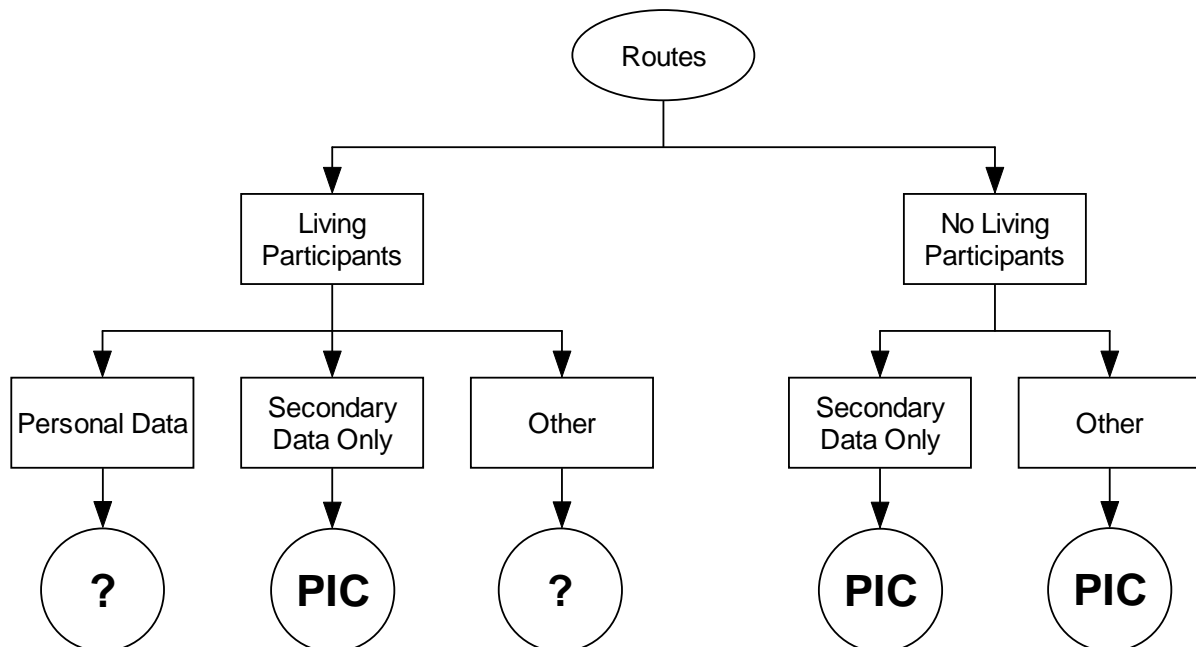 Routes
Living
Participants
No Living
Participants
Personal Data
Secondary
Data Only
Other
Secondary
Data Only
Other
?
PIC
?
PIC
PIC